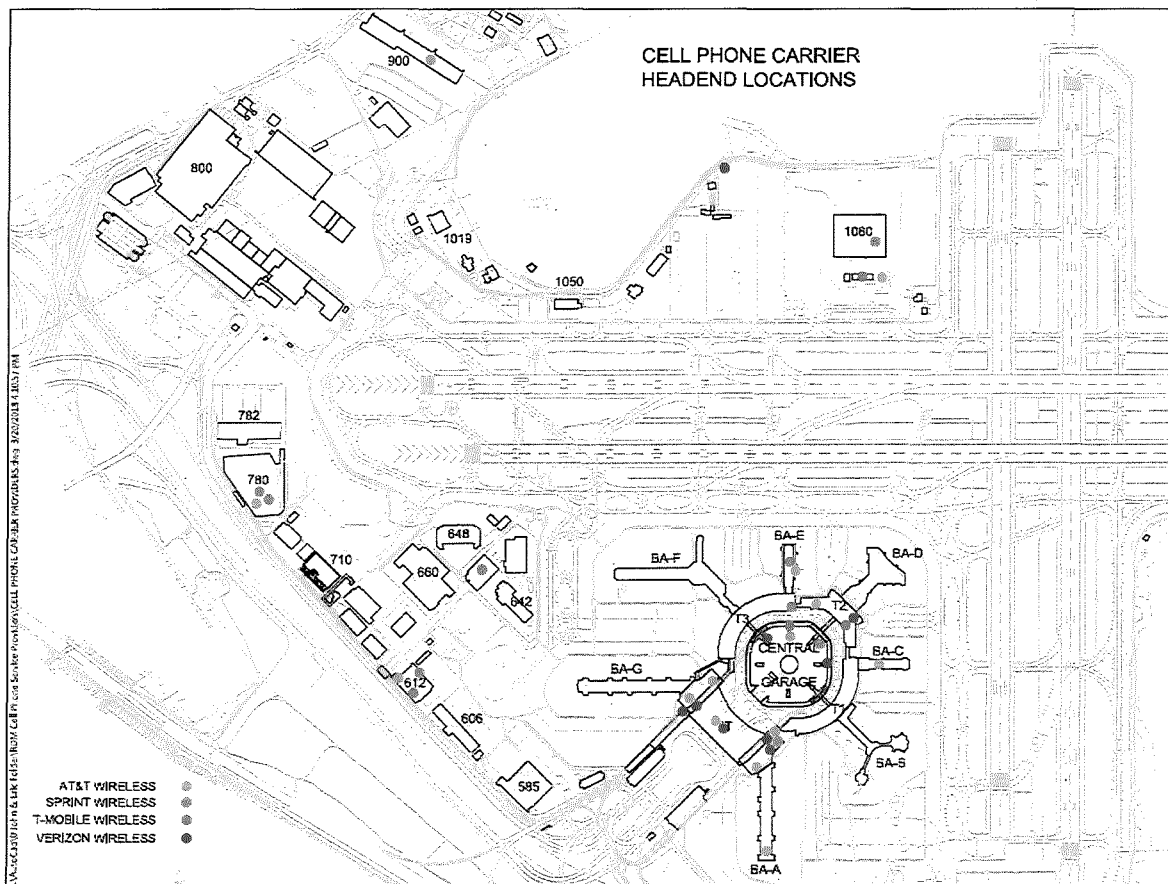 CELL PHONE CARRIER
HEADEND LOCATIONS
900
800
1019
1050
1060
782
780
710
648
660
642
612
606
585
BA-F
BA-E
BA-D
T2
T3
CENTRAL
GARAGE
BA-C
BA-G
T1
BA-A
AT&T WIRELESS
SPRINT WIRELESS
T-MOBILE WIRELESS
VERIZON WIRELESS